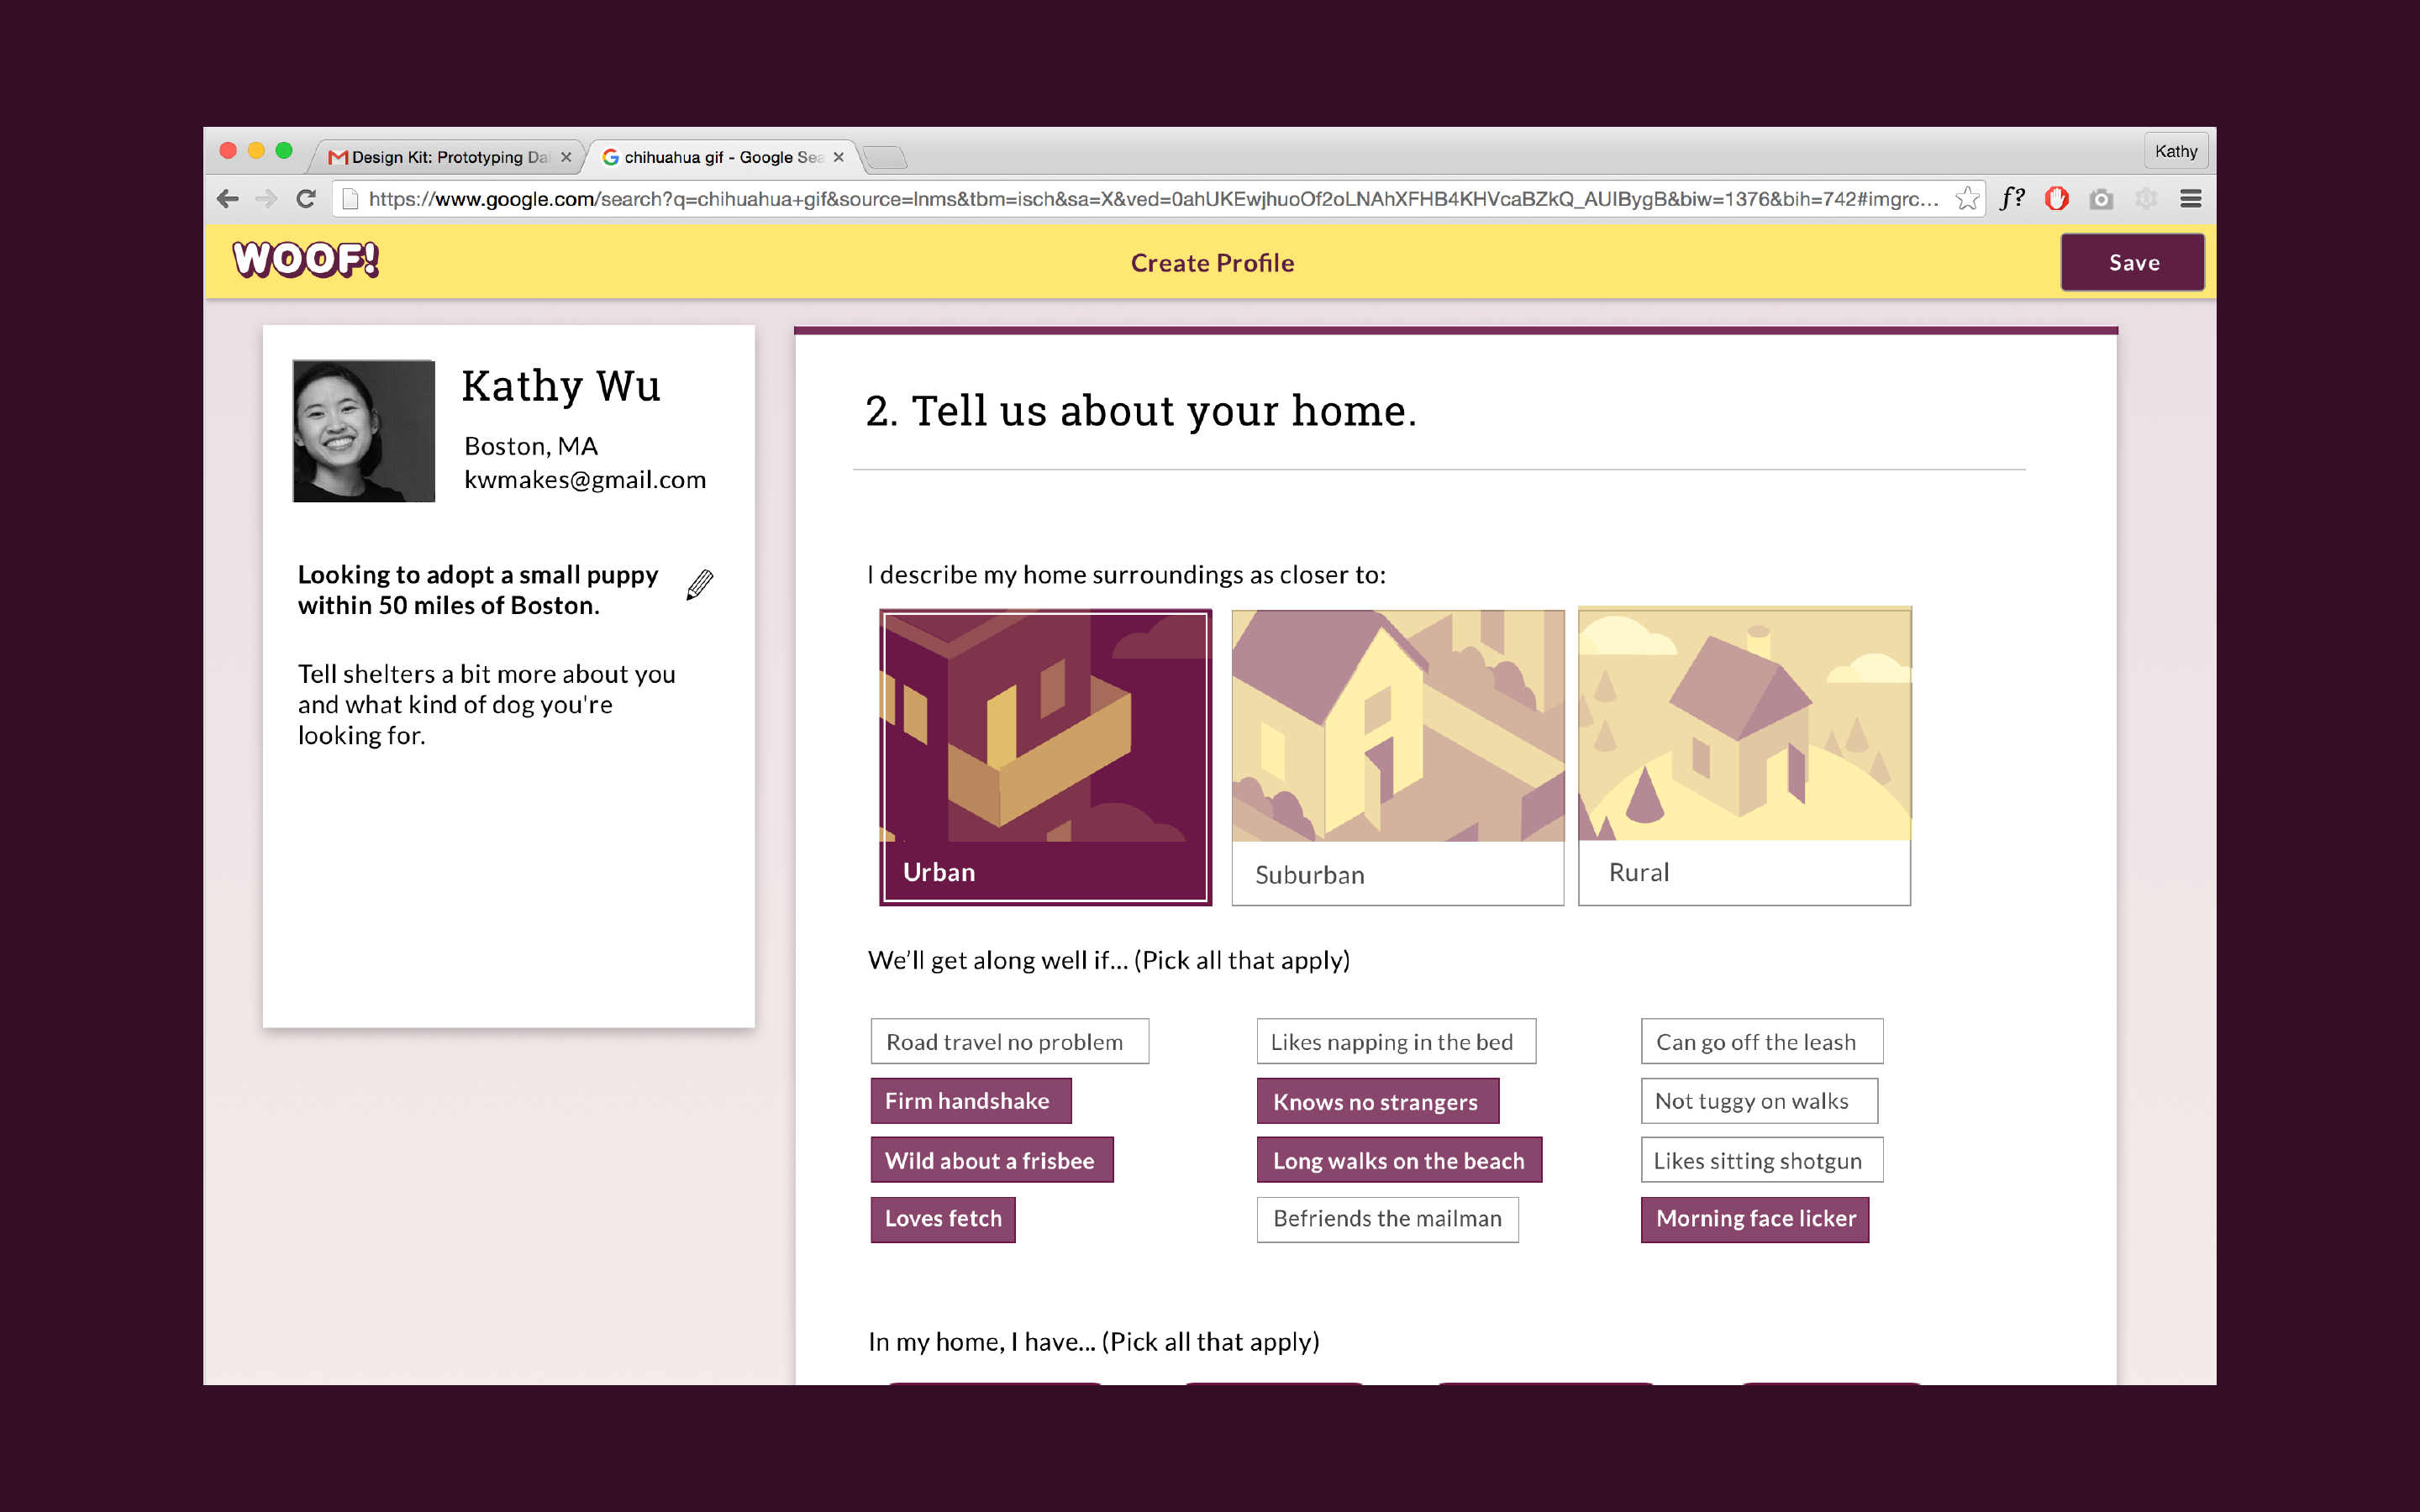 Design Kit: Prototyping Dai
chihuahua gif - Google Sea
Kathy
https://www.google.com/search?q=chihuahua+gif&source=lnms&tbm=isch&sa=X&ved=0ahUKEwjhuoOf2oLNAhXFHB4KHVcaBZkQ_AUIBygB&biw=1376&bih=742#imgrc...
f?
WOOF!
Create Profile
Save
Kathy Wu
Boston, MA
kwmakes@gmail.com
Looking to adopt a small puppy
within 50 miles of Boston.
Tell shelters a bit more about you
and what kind of dog you're
looking for.
2. Tell us about your home.
I describe my home surroundings as closer to:
Urban
Suburban
Rural
We’ll get along well if... (Pick all that apply)
Road travel no problem
Likes napping in the bed
Can go off the leash
Firm handshake
Knows no strangers
Not tuggy on walks
Wild about a frisbee
Long walks on the beach
Likes sitting shotgun
Loves fetch
Befriends the mailman
Morning face licker
In my home, I have... (Pick all that apply)